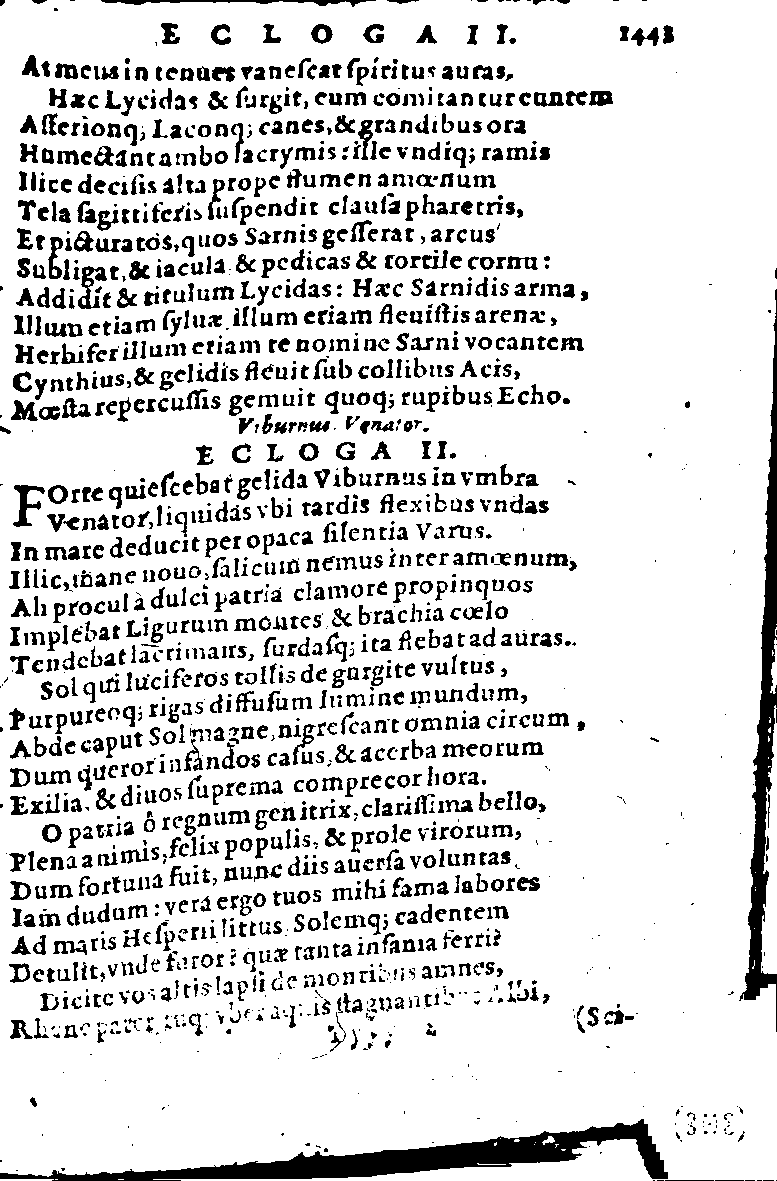 ECLOGA II. 1443
At meus in tenues vanescat spiritus auras,
Hæc Lycidas & surgit, eum comitantur euntem
Asserionq; Laconq; canes, & grandibus ora
Humectant ambo lacrymis: ille vndiq; ramis
Ilice decisis alta prope flumen amœnum
Tela sagittiferis suspendit clausa pharetris,
Et picturatos, quos Sarnis gesserat, arcus
Subligat, & iacula & pedicas & tortile cornu:
Addidit & titulum Lycidas: Hæc Sarnidis arma,
Illum etiam syluæ illum etiam fleuistis arenæ,
Herbifer illum etiam te nomine Sarni vocantem
Cynthius, & gelidis fleuit sub collibus Acis,
Mœsta repercussis gemuit quoq; rupibus Echo.
Viburnus Venator.
ECLOGA II.
FOrte quiescebat gelida Viburnus in vmbra
Venator, liquidas vbi tardis flexibus vndas
In mare deducit per opaca silentia Varus.
Illic, mane nouo, salicum nemus inter amœnum,
Ah procul à dulci patria clamore propinquos
Implebat Ligurum montes & brachia cœlo
Tendebat lacrimans, surdasq; ita flebat ad auras.
Sol qui luciferos tollis de gurgite vultus,
Purpureoq; rigas diffusum lumine mundum,
Abde caput Sol magne, nigrescant omnia circum,
Dum queror infandos casus, & acerba meorum
Exilia, & diuos suprema comprecor hora.
O patria ô regnum genitrix, clarissima bello,
Plena animis, felix populis, & prole virorum,
Dum fortuna fuit, nunc diis auersa voluntas
Iam dudum: vera ergo tuos mihi fama labores
Ad maris Hesperii littus Solemq; cadentem
Detulit, vnde furor? quæ tanta insania ferri?
Dicite vos altis lapsi de montibus amnes,
Rhene pater, tuq; vber aquis stagnantibus Albi,
(Sci-